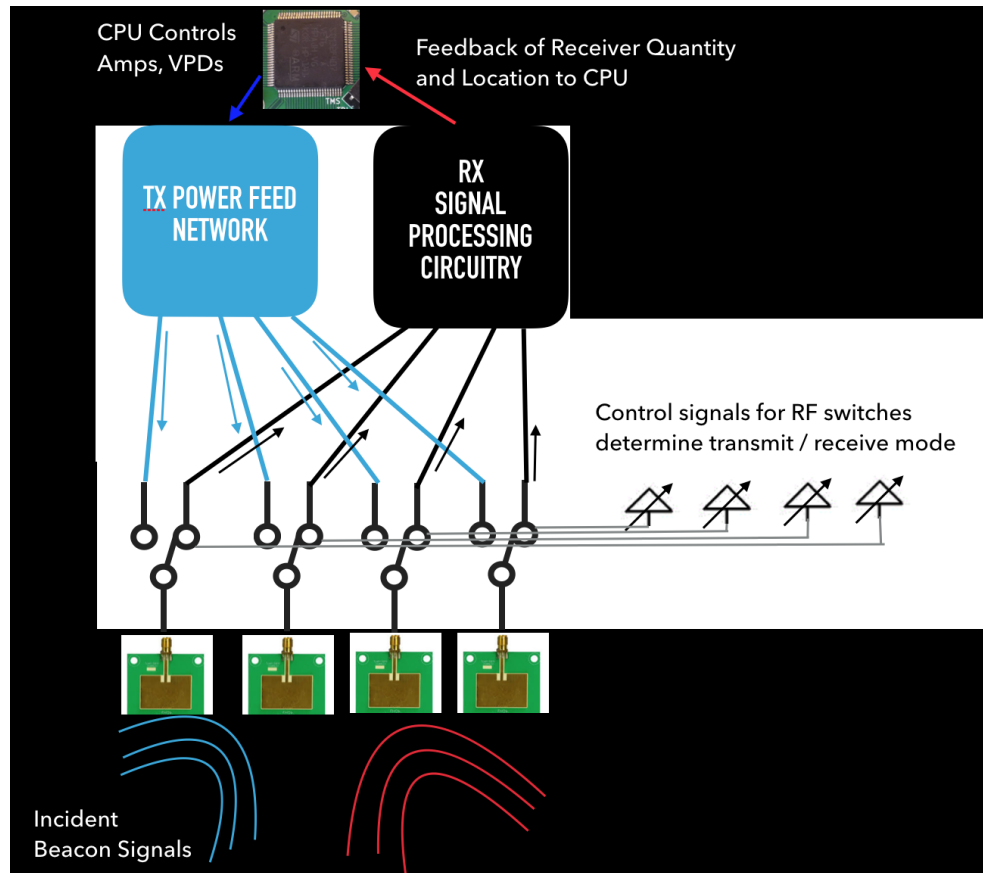 CPU Controls
Amps, VPDs
Feedback of Receiver Quantity
and Location to CPU
TMS
TX POWER FEED
NETWORK
RX
SIGNAL
PROCESSING
CIRCUITRY
Control signals for RF switches
determine transmit / receive mode
Incident
Beacon Signals